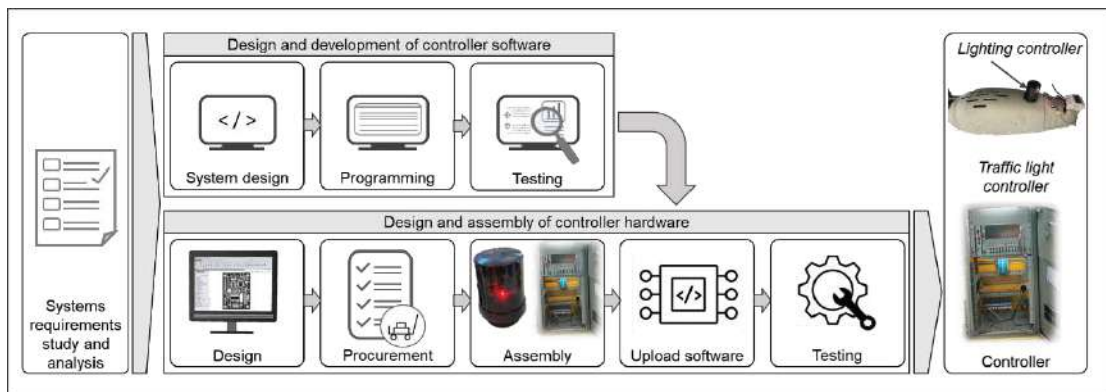 Design and development of controller software
</>
System design
Programming
Testing
Systems
requirements
study and
analysis
Design and assembly of controller hardware
Design
Procurement
Assembly
</>
Upload software
Testing
Lighting controller
Traffic light
controller
Controller